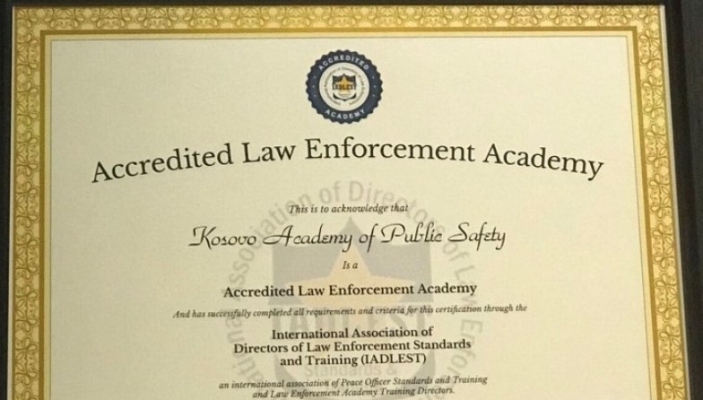 ACCREDITED
IADLEST
ACADEMY
Accredited Law Enforcement Academy
This is to acknowledge that
Kosovo Academy of Public Safety
Is a
Accredited Law Enforcement Academy
And has successfully completed all requirements and criteria for this certification through the
International Association of
Directors of Law Enforcement Standards
and Training (IADLEST)
an international association of Peace Officer Standards and Training
and Law Enforcement Academy Training Directors.